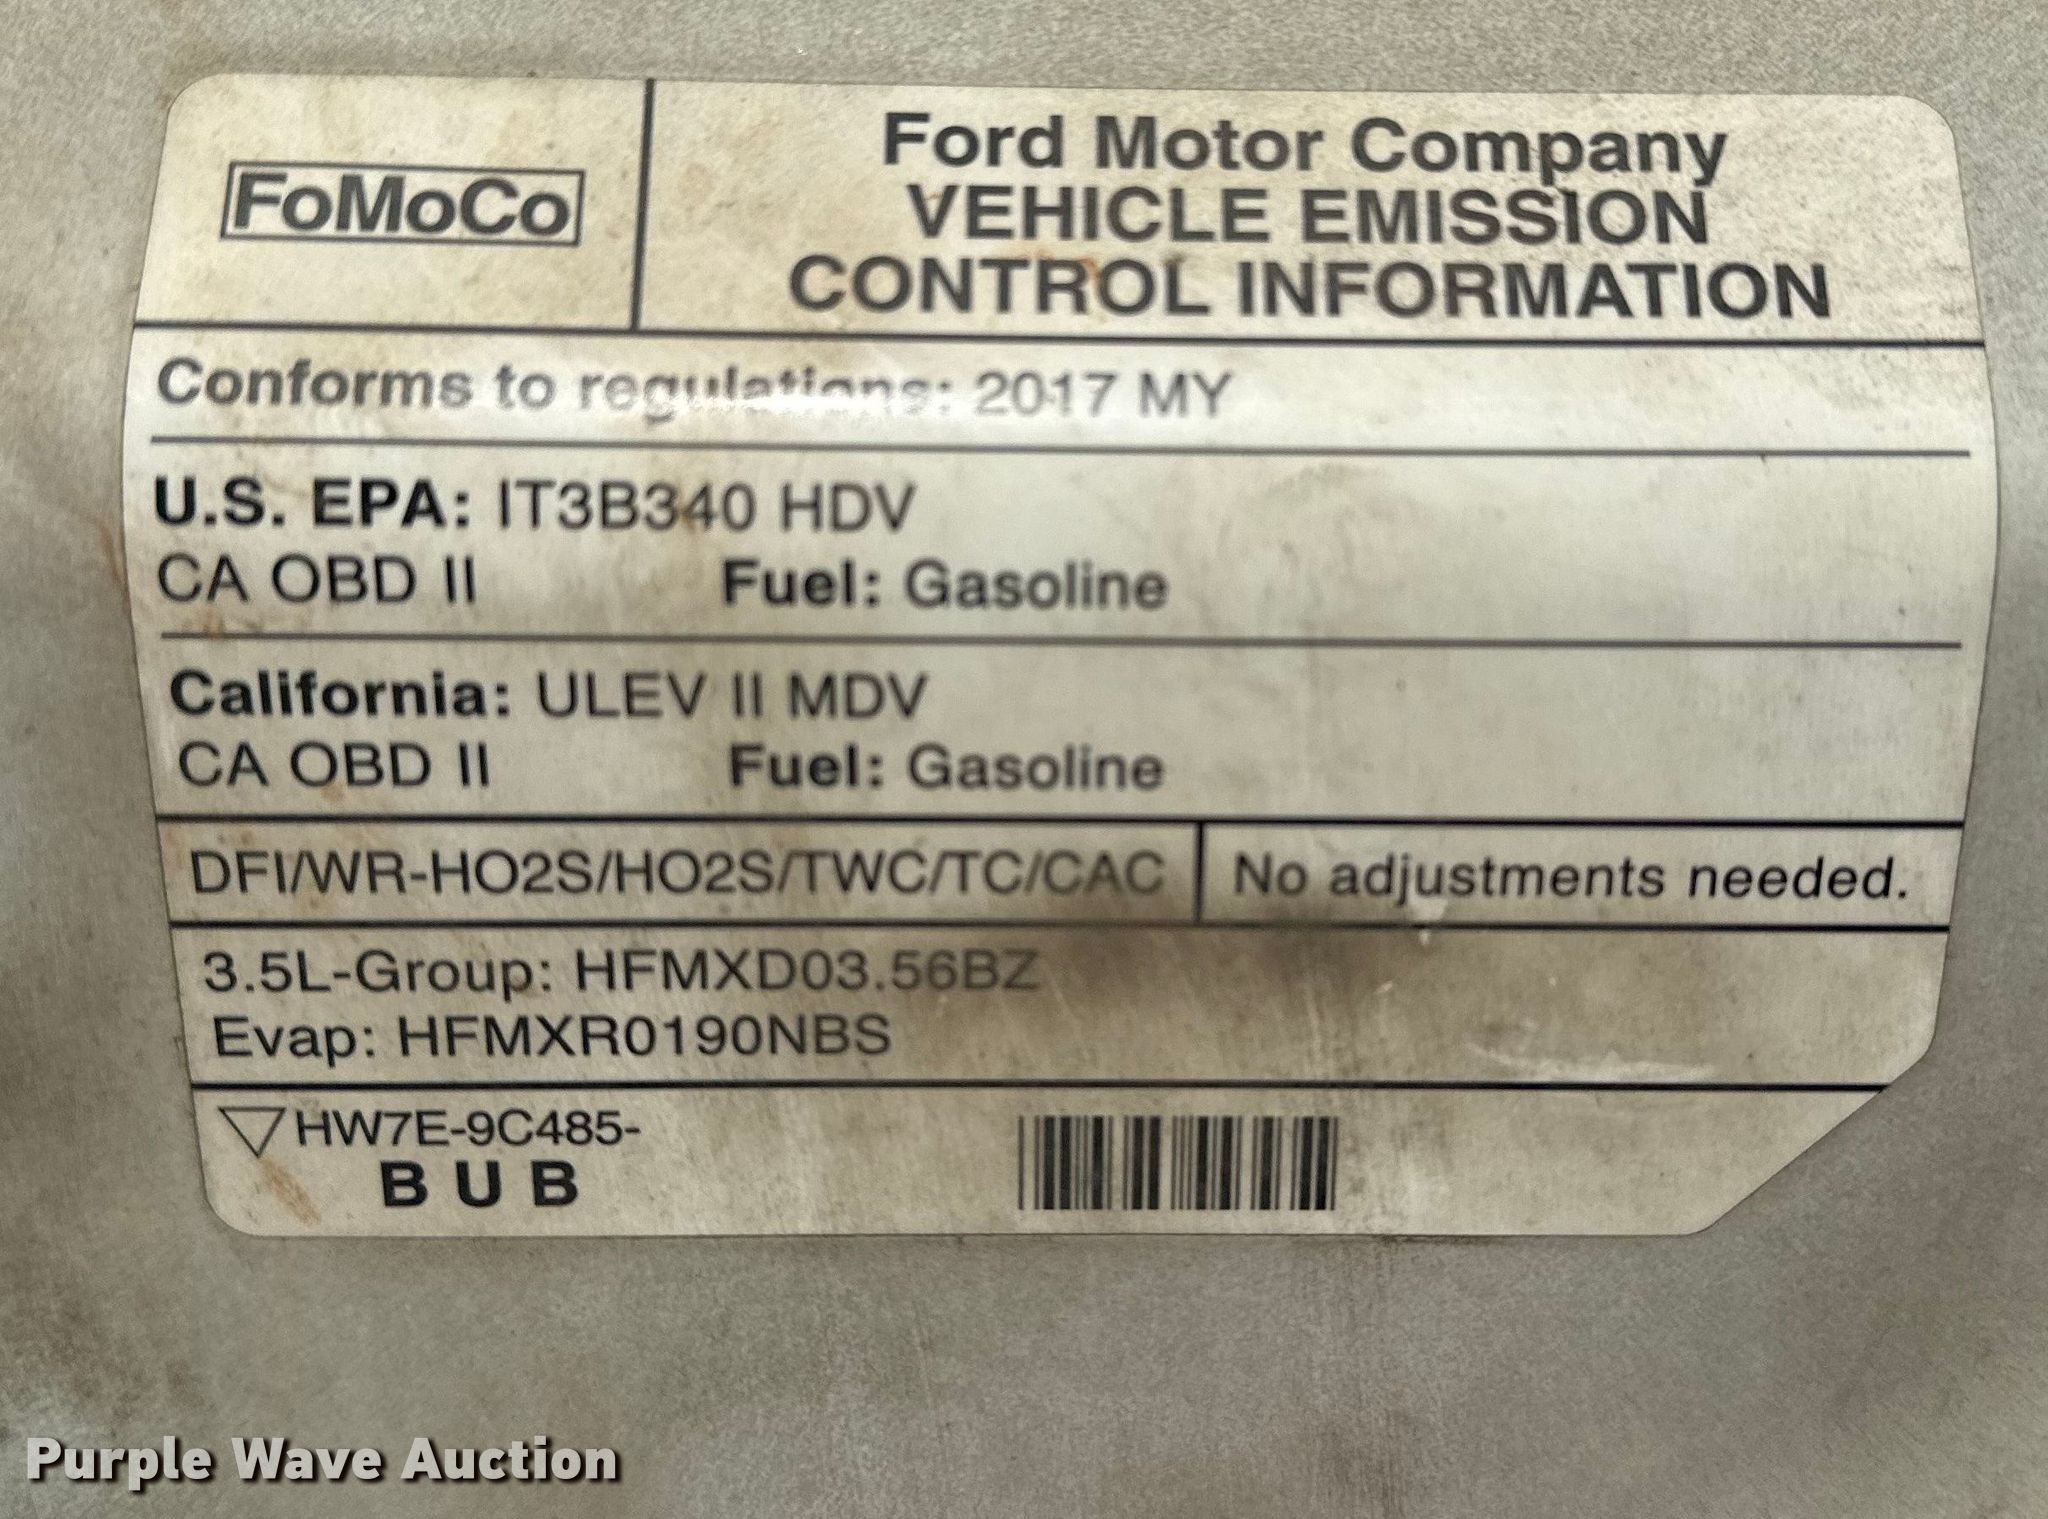 FoMoCo
Ford Motor Company
VEHICLE EMISSION
CONTROL INFORMATION
Conforms to regulations: 2017 MY
U.S. EPA: IT3B340 HDV
CA OBD II Fuel: Gasoline
California: ULEV II MDV
CA OBD II Fuel: Gasoline
DFI/WR-HO2S/HO2S/TWC/TC/CAC
No adjustments needed.
3.5L-Group: HFMXD03.56BZ
Evap: HFMXR0190NBS
HW7E-9C485-
B U B
Purple Wave Auction